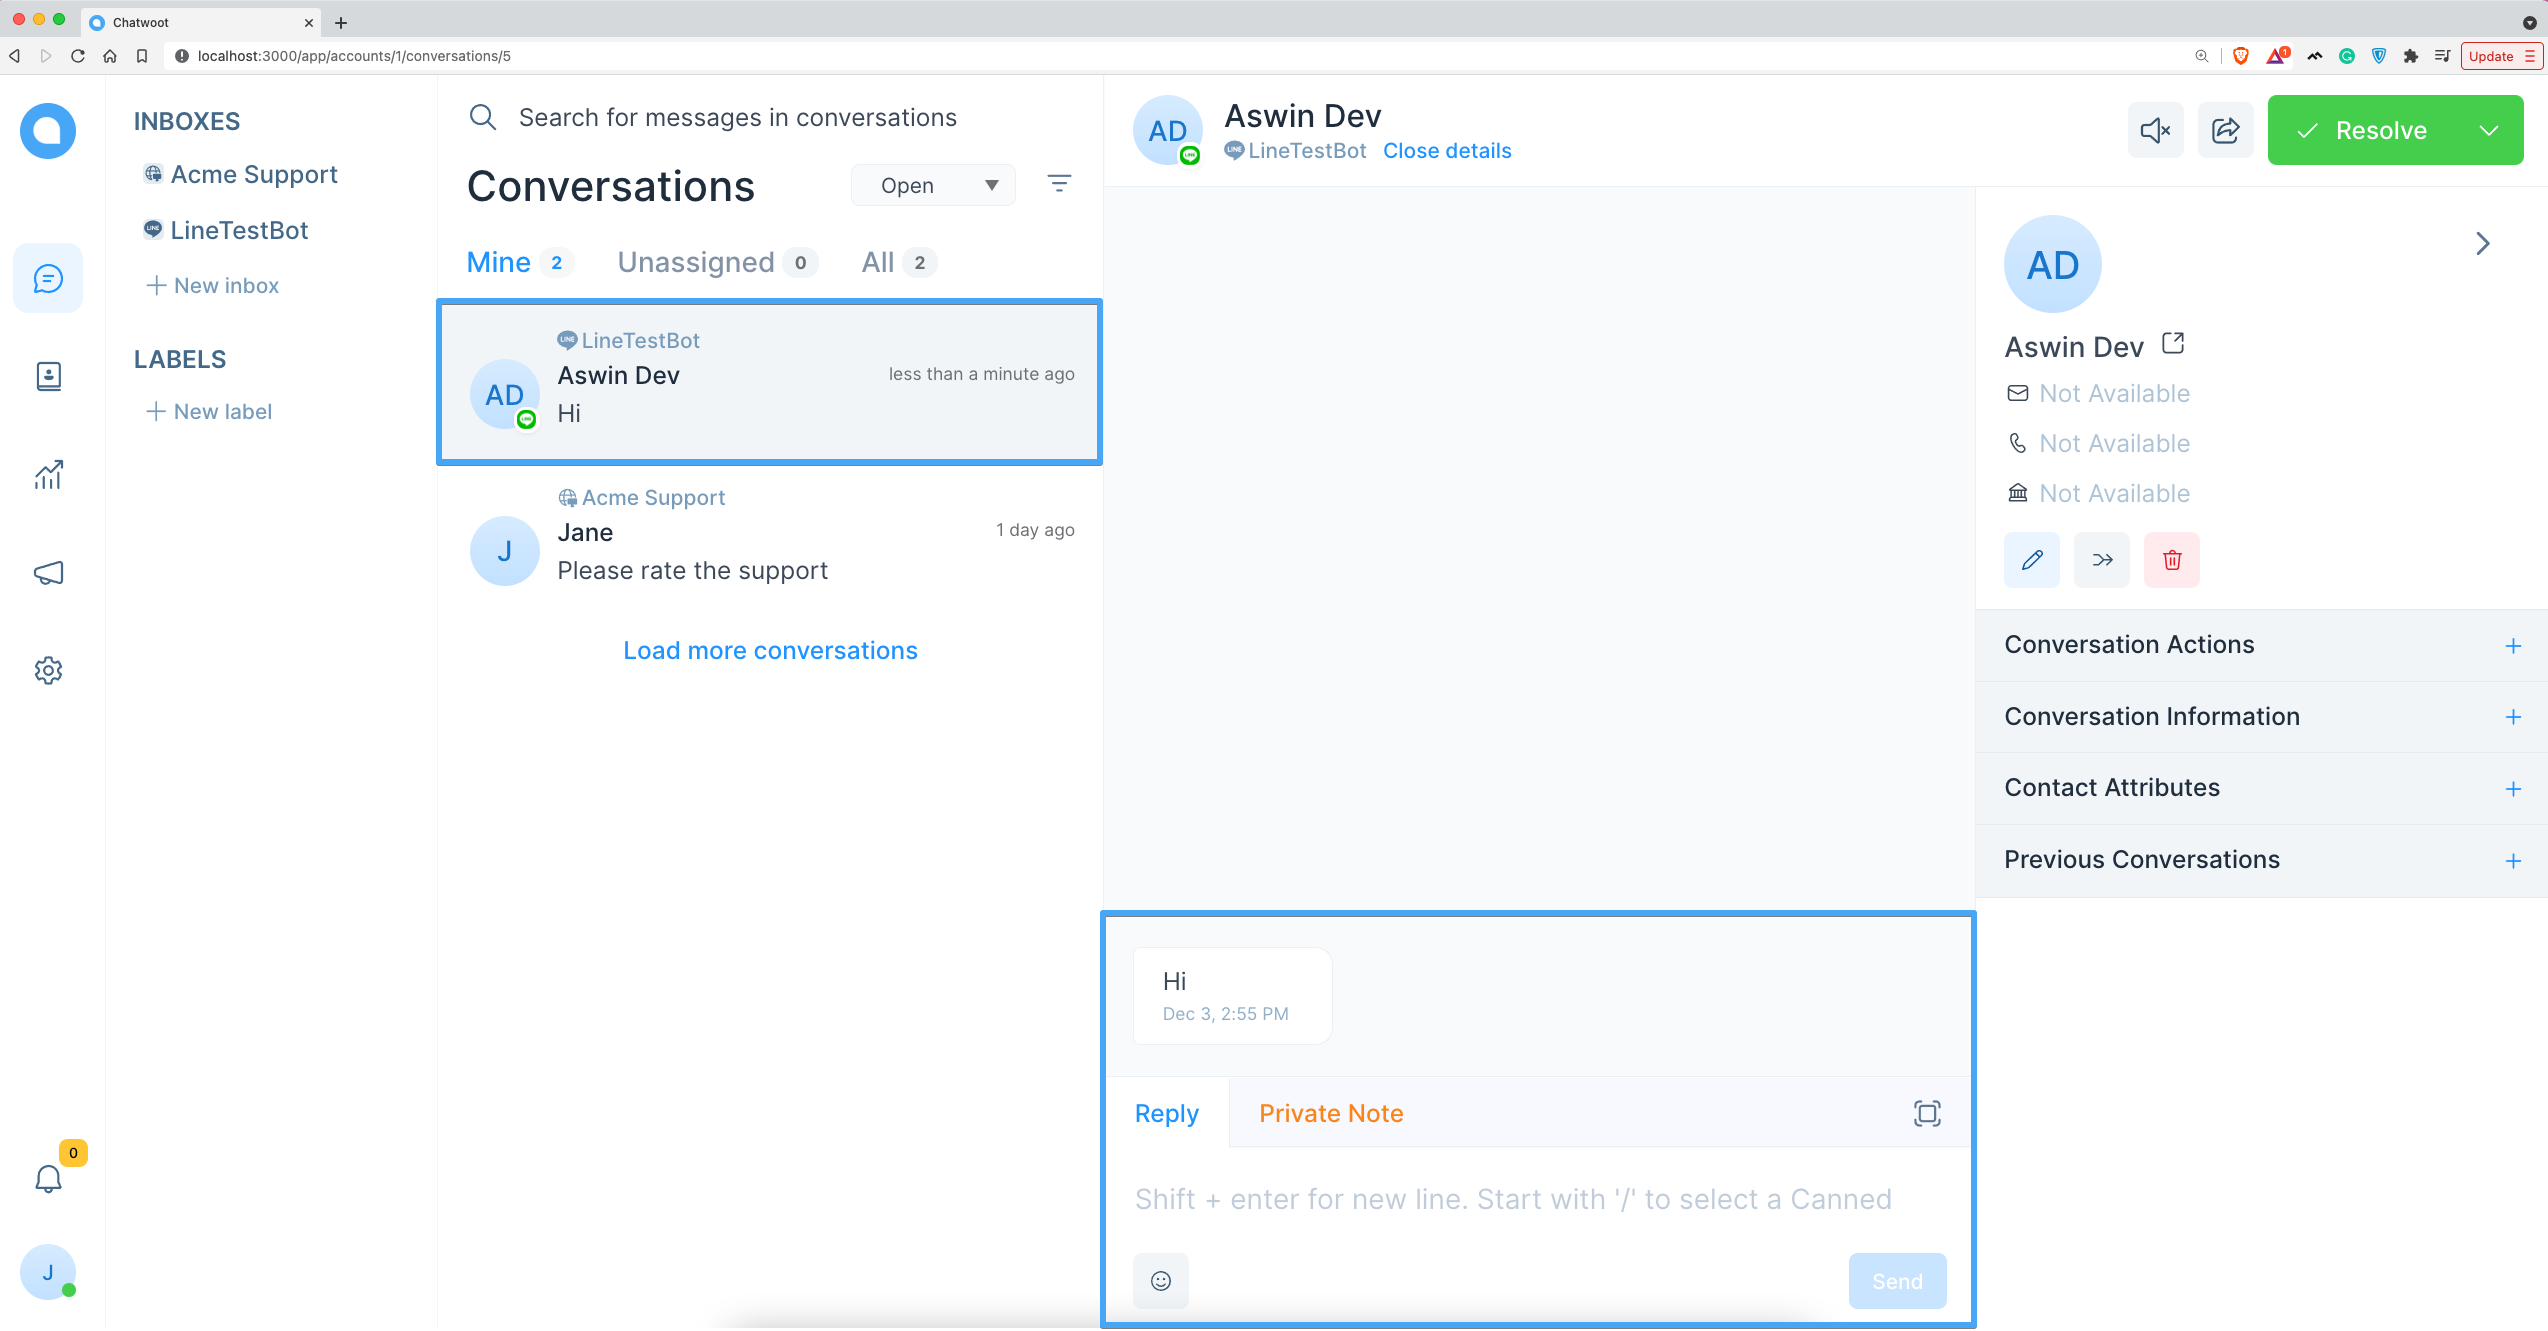 Chatwoot
localhost:3000/app/accounts/1/conversations/5
1
Update
INBOXES
Acme Support
LINE LineTestBot
New inbox
LABELS
New label
0
J
Search for messages in conversations
Conversations
Open
Mine 2
Unassigned 0
All 2
LINE LineTestBot
AD
Aswin Dev
less than a minute ago
Hi
Acme Support
J
Jane
1 day ago
Please rate the support
Load more conversations
AD
Aswin Dev
LINE LineTestBot Close details
Resolve
Hi
Dec 3, 2:55 PM
Reply
Private Note
Shift + enter for new line. Start with '/' to select a Canned
Send
AD
Aswin Dev
Not Available
Not Available
Not Available
Conversation Actions
Conversation Information
Contact Attributes
Previous Conversations